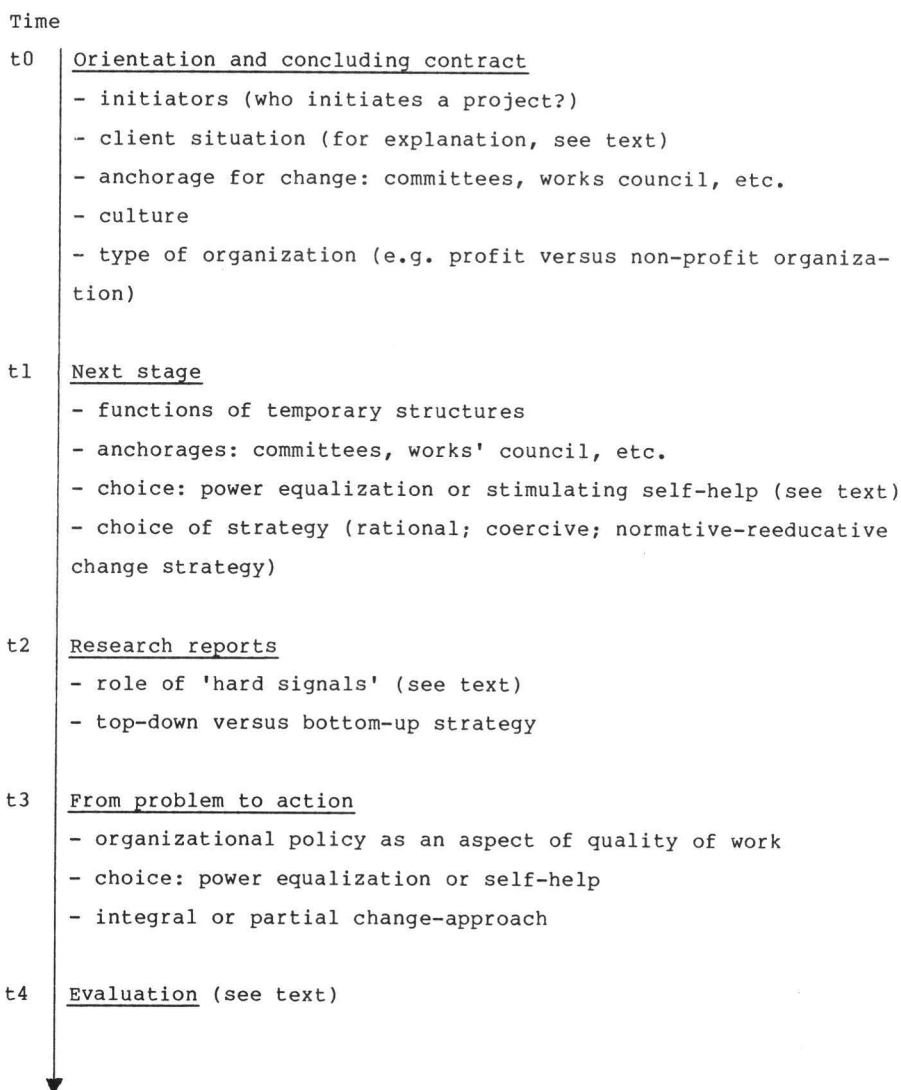 Time
t0 Orientation and concluding contract
- initiators (who initiates a project?)
- client situation (for explanation, see text)
- anchorage for change: committees, works council, etc.
- culture
- type of organization (e.g. profit versus non-profit organiza-
tion)
t1 Next stage
- functions of temporary structures
- anchorages: committees, works' council, etc.
- choice: power equalization or stimulating self-help (see text)
- choice of strategy (rational; coercive; normative-reeducative
change strategy)
t2 Research reports
- role of 'hard signals' (see text)
- top-down versus bottom-up strategy
t3 From problem to action
- organizational policy as an aspect of quality of work
- choice: power equalization or self-help
- integral or partial change-approach
t4 Evaluation (see text)